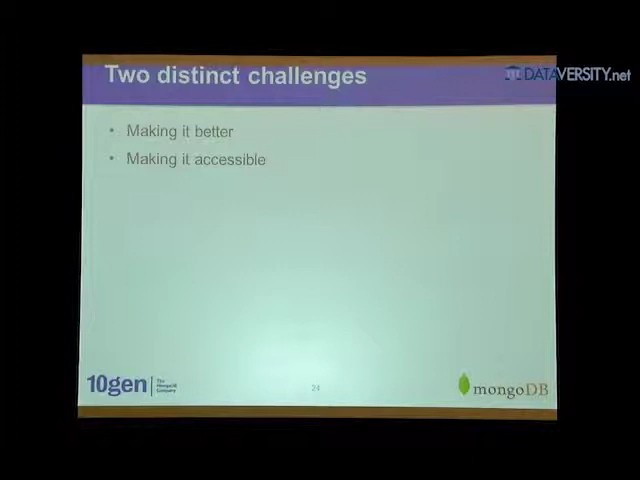 Two distinct challenges
DATAVERSITY.net
• Making it better
• Making it accessible
10gen
The
MongoDB
Company
24
mongoDB